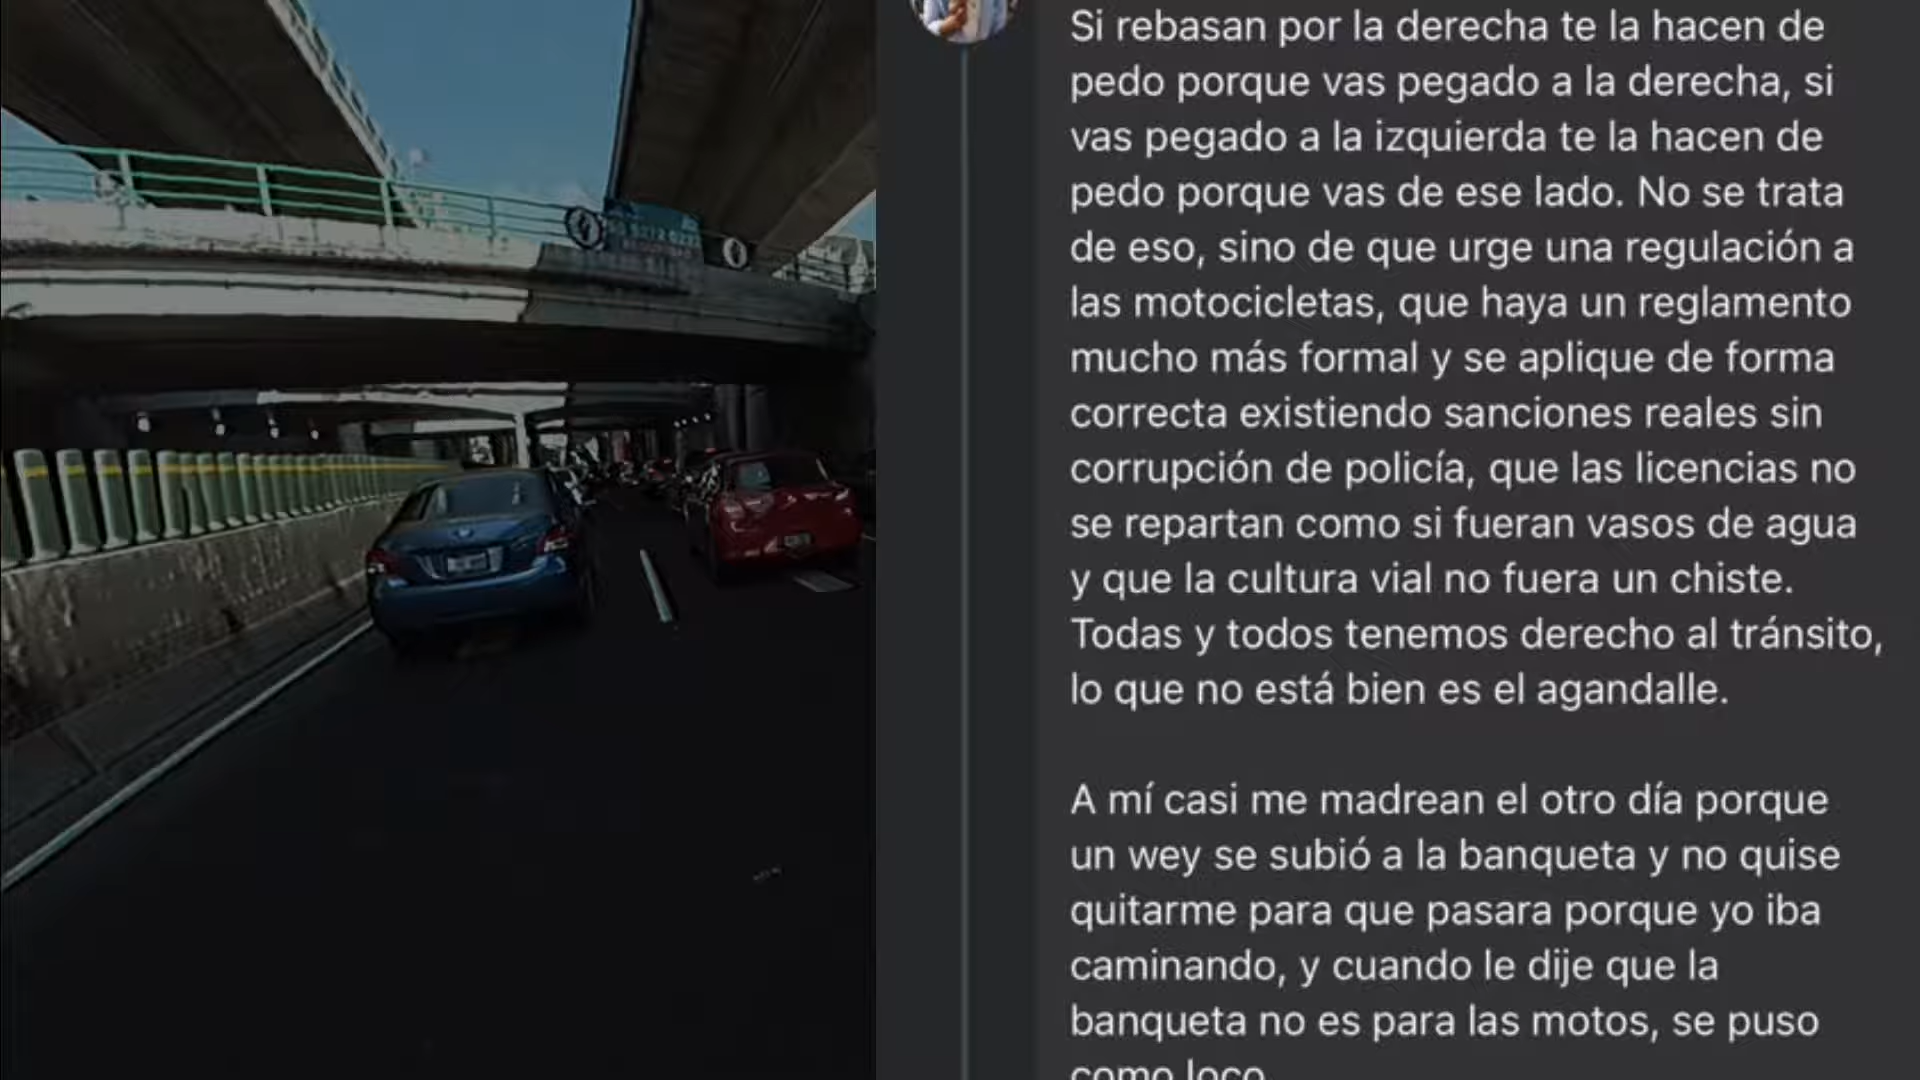 Si rebasan por la derecha te la hacen de
pedo porque vas pegado a la derecha, si
vas pegado a la izquierda te la hacen de
pedo porque vas de ese lado. No se trata
de eso, sino de que urge una regulación a
las motocicletas, que haya un reglamento
mucho más formal y se aplique de forma
correcta existiendo sanciones reales sin
corrupción de policía, que las licencias no
se repartan como si fueran vasos de agua
y que la cultura vial no fuera un chiste.
Todas y todos tenemos derecho al tránsito,
lo que no está bien es el agandalle.
A mí casi me madrean el otro día porque
un wey se subió a la banqueta y no quise
quitarme para que pasara porque yo iba
caminando, y cuando le dije que la
banqueta no es para las motos, se puso
como loco